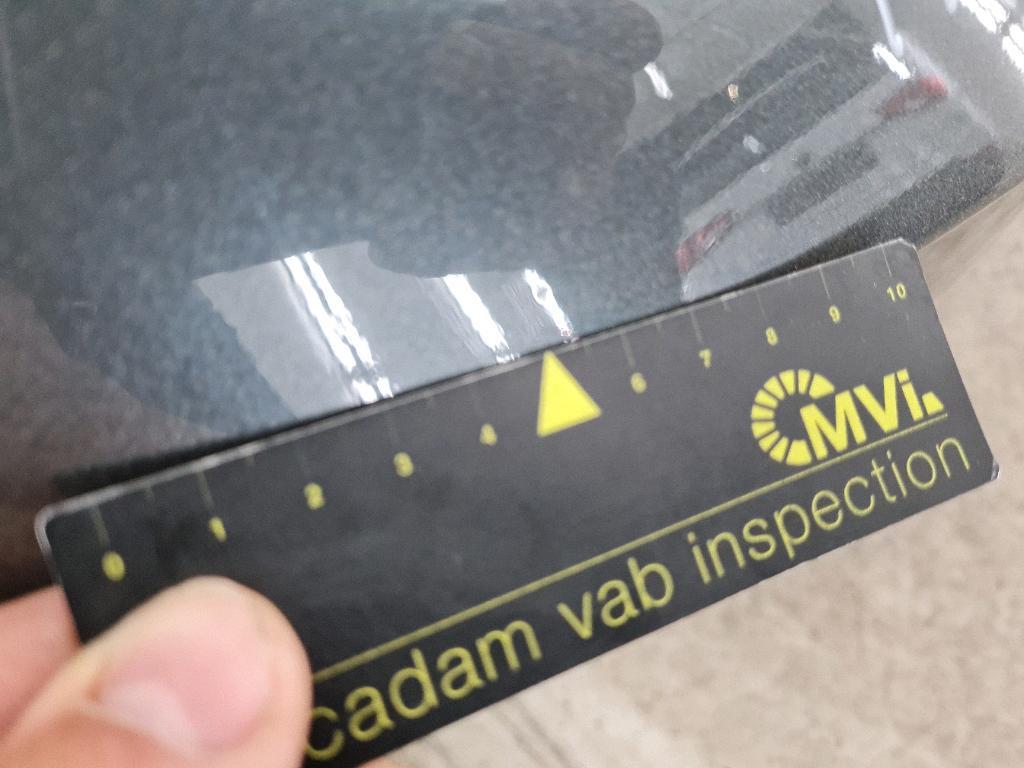 0 1 2 3 4 6 7 8 9 10
CMVi
cadam vab inspection